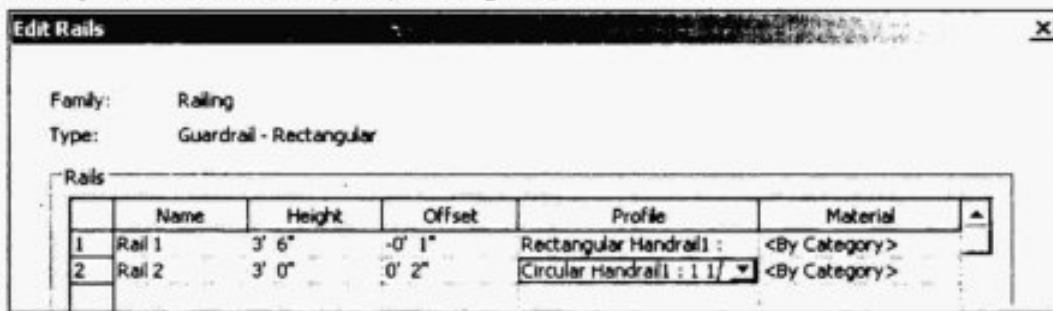 Edit Rails
Family: Railing
Type: Guardrail - Rectangular
Rails
Name Height Offset Profile Material
1 Rail 1 3' 6" -0' 1" Rectangular Handrail1 : <By Category>
2 Rail 2 3' 0" 0' 2" Circular Handrail1 : 1 1/ <By Category>